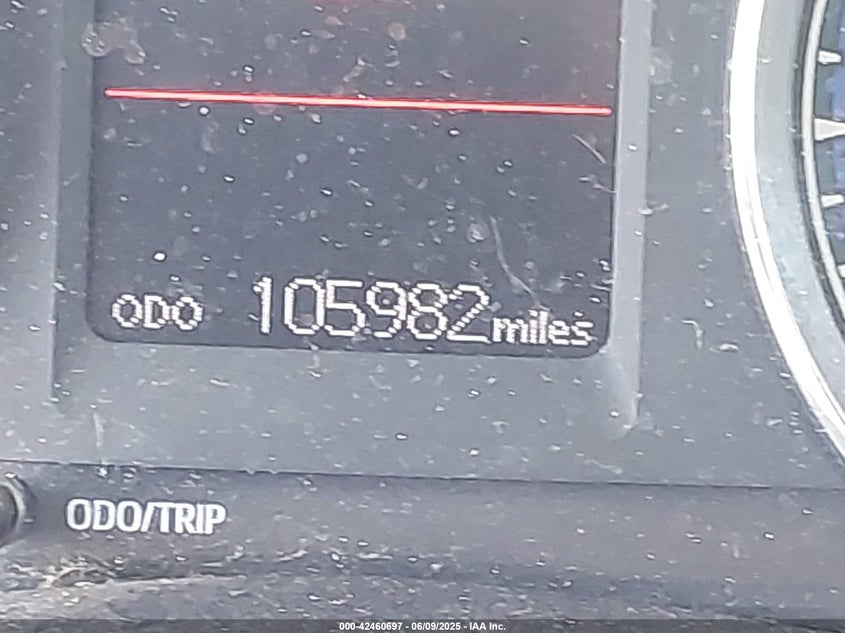 ODO 105982 miles
ODO/TRIP
000-42460697 - 06/09/2025 - IAA Inc.